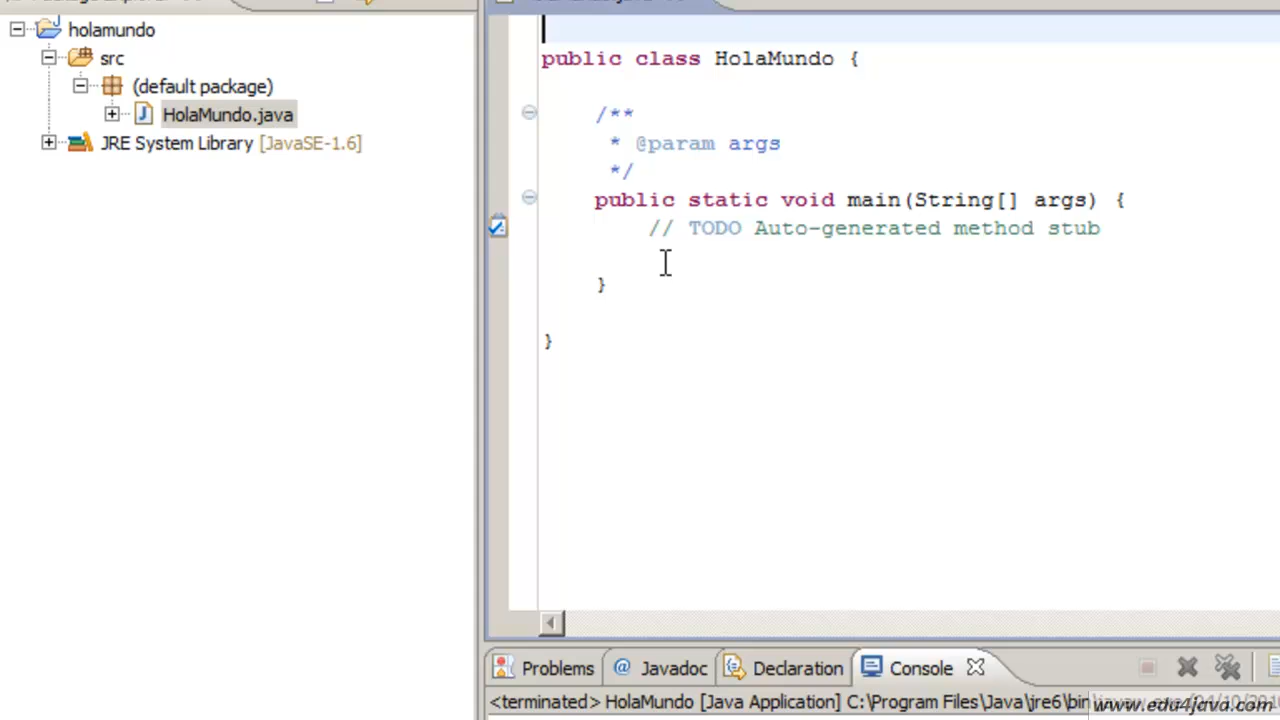 holamundo
src
(default package)
HolaMundo.java
JRE System Library [JavaSE-1.6]
public class HolaMundo {
/**
* @param args
*/
public static void main(String[] args) {
// TODO Auto-generated method stub
}
}
Problems @ Javadoc Declaration Console
<terminated> HolaMundo [Java Application] C:\Program Files\Java\jre6\bin
www.edu4java.com